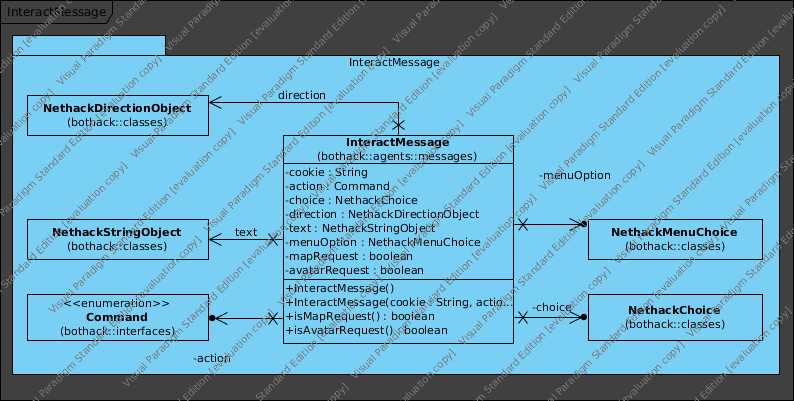 InteractMessage
InteractMessage
NethackDirectionObject
(bothack::classes)
direction
InteractMessage
(bothack::agents::messages)
-cookie : String
-action : Command
-choice : NethackChoice
-direction : NethackDirectionObject
-text : NethackStringObject
-menuOption : NethackMenuChoice
-mapRequest : boolean
-avatarRequest : boolean
+InteractMessage()
+InteractMessage(cookie : String, actio...
+isMapRequest() : boolean
+isAvatarRequest() : boolean
NethackStringObject
(bothack::classes)
text
<<enumeration>>
Command
(bothack::interfaces)
-action
-menuOption
NethackMenuChoice
(bothack::classes)
-choice
NethackChoice
(bothack::classes)
Visual Paradigm Standard Edition [evaluation copy]